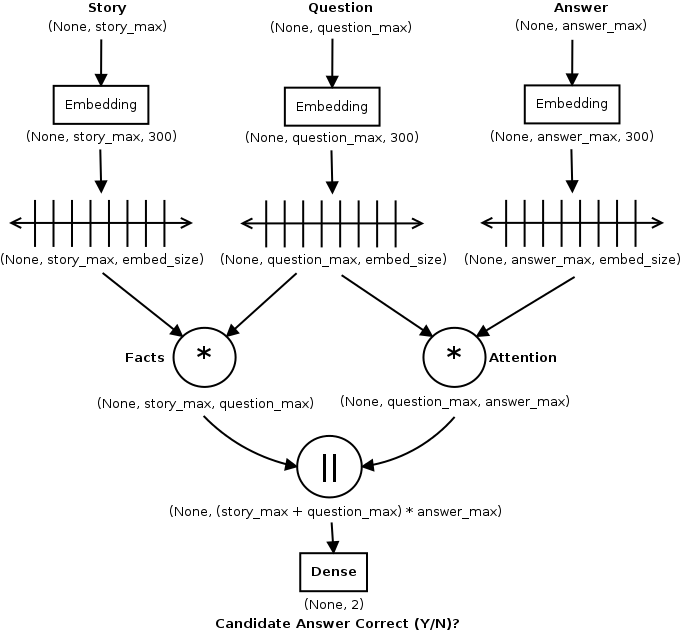 Story
Question
Answer
(None, story_max)
(None, question_max)
(None, answer_max)
Embedding
Embedding
Embedding
(None, story_max, 300)
(None, question_max, 300)
(None, answer_max, 300)
(None, story_max, embed_size)
(None, question_max, embed_size)
(None, answer_max, embed_size)
Facts
*
*
Attention
(None, story_max, question_max)
(None, question_max, answer_max)
||
(None, (story_max + question_max) * answer_max)
Dense
(None, 2)
Candidate Answer Correct (Y/N)?